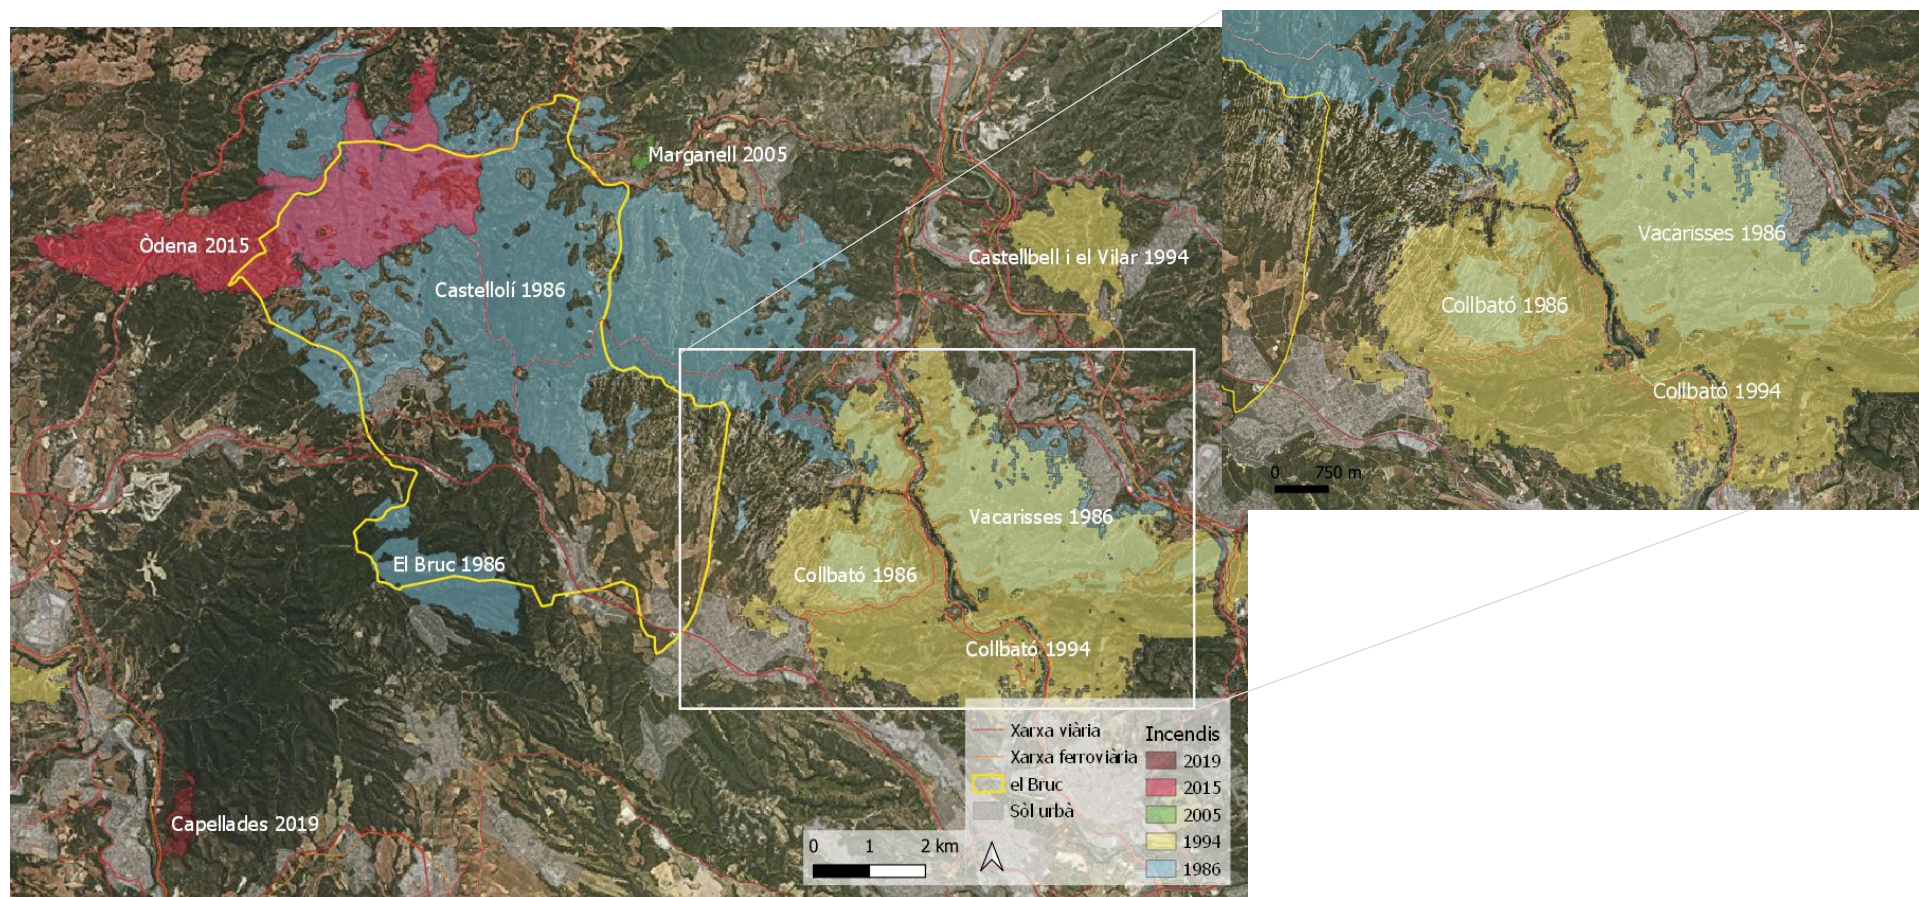 Marganell 2005
Òdena 2015
Castellbell i el Vilar 1994
Castellolí 1986
Vacarisses 1986
El Bruc 1986
Collbató 1986
Collbató 1994
Capellades 2019
Vacarisses 1986
Collbató 1986
Collbató 1994
0 750 m
Xarxa viària
Xarxa ferroviària
el Bruc
Sòl urbà
Incendis
2019
2015
2005
1994
1986
0 1 2 km